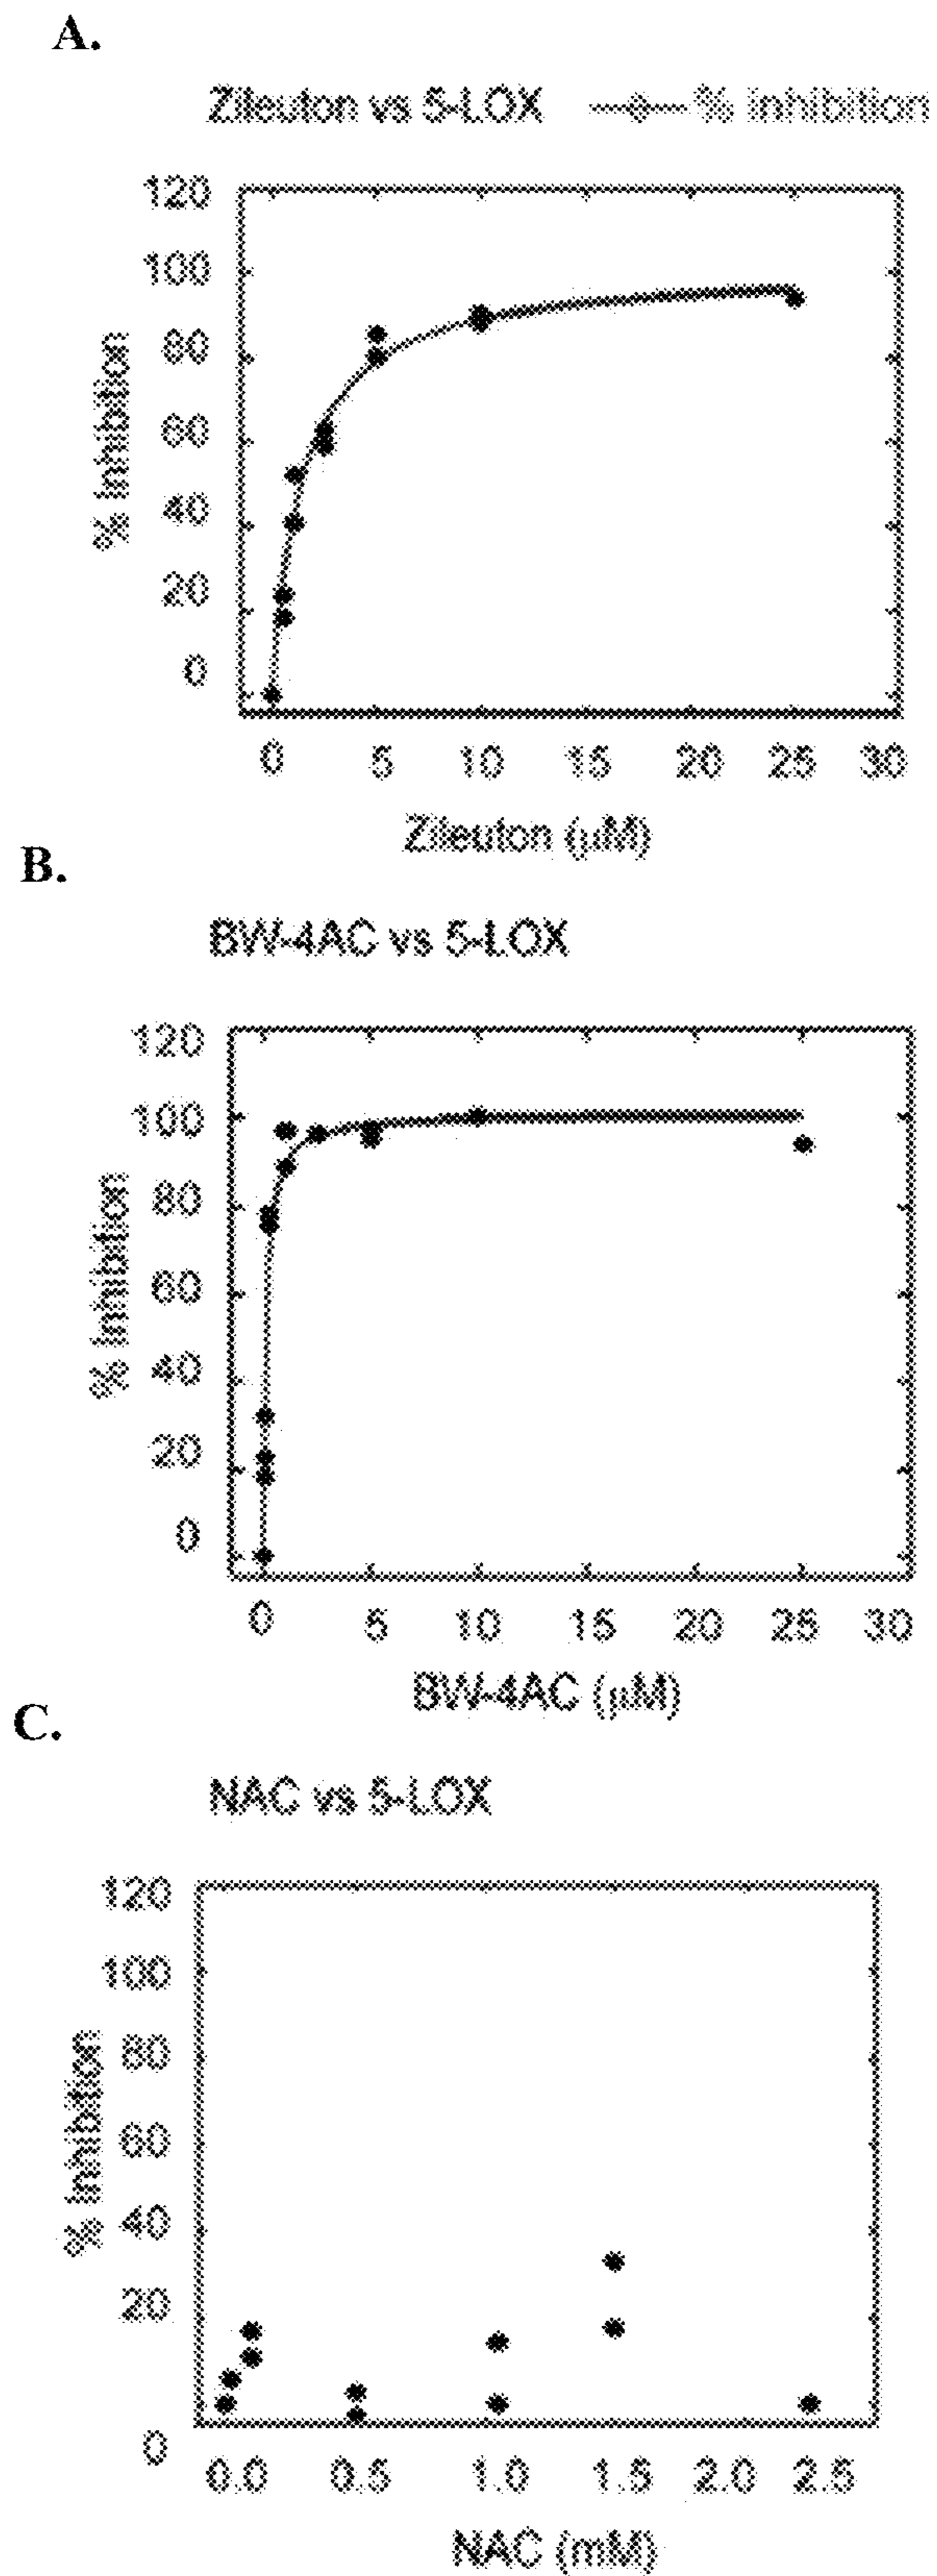 A.
Zileuton vs 5-LOX % inhibition
120
100
80
60
40
20
0
% Inhibition
0 5 10 15 20 25 30
Zileuton (µM)
B.
BW-4AC vs 5-LOX
120
100
80
60
40
20
0
% Inhibition
0 5 10 15 20 25 30
BW-4AC (µM)
C.
NAC vs 5-LOX
120
100
80
60
40
20
0
% Inhibition
0.0 0.5 1.0 1.5 2.0 2.5
NAC (mM)